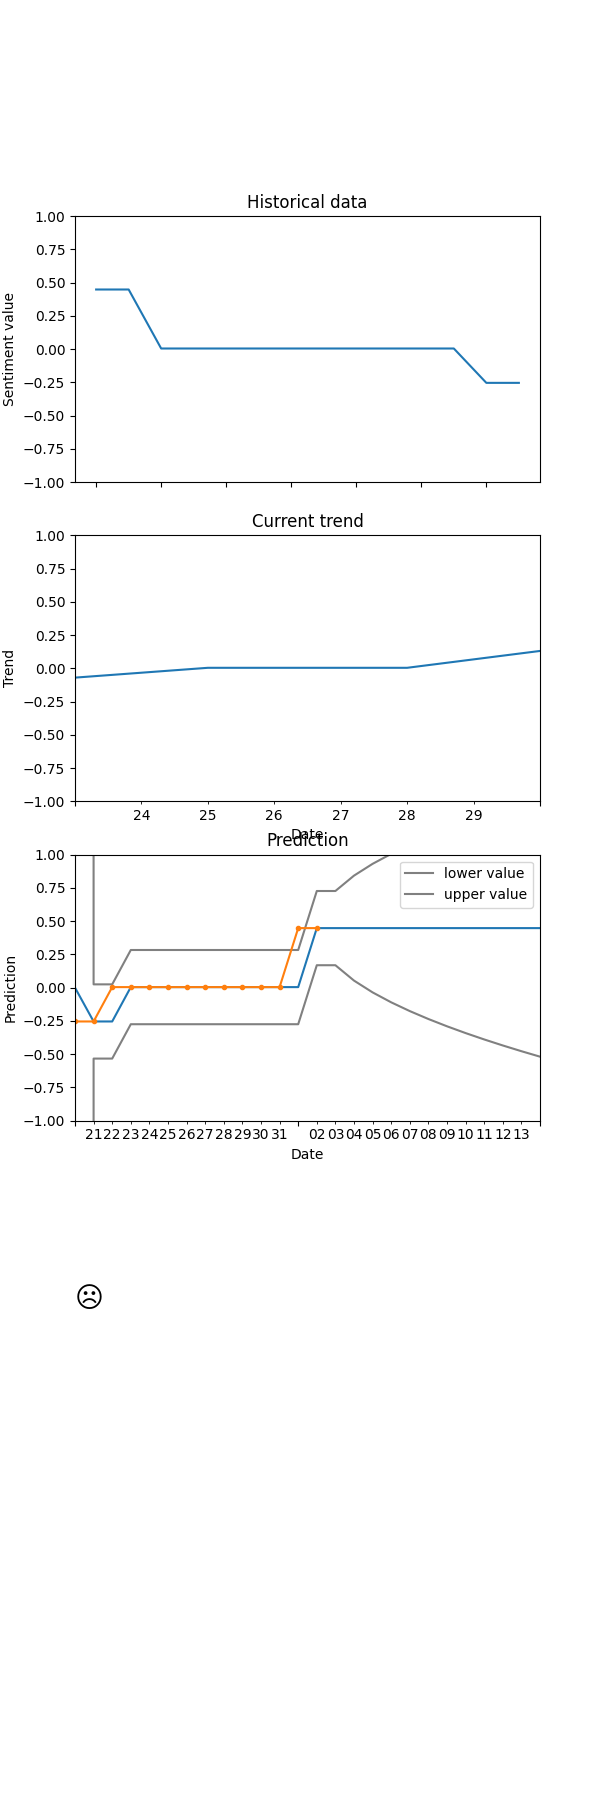 Historical data
1.00
0.75
0.50
0.25
0.00
−0.25
−0.50
−0.75
−1.00
Sentiment value
Current trend
1.00
0.75
0.50
0.25
0.00
−0.25
−0.50
−0.75
−1.00
Trend
24 25 26 27 28 29
Date
Prediction
1.00
0.75
0.50
0.25
0.00
−0.25
−0.50
−0.75
−1.00
Prediction
lower value
upper value
21 22 23 24 25 26 27 28 29 30 31 02 03 04 05 06 07 08 09 10 11 12 13
Date